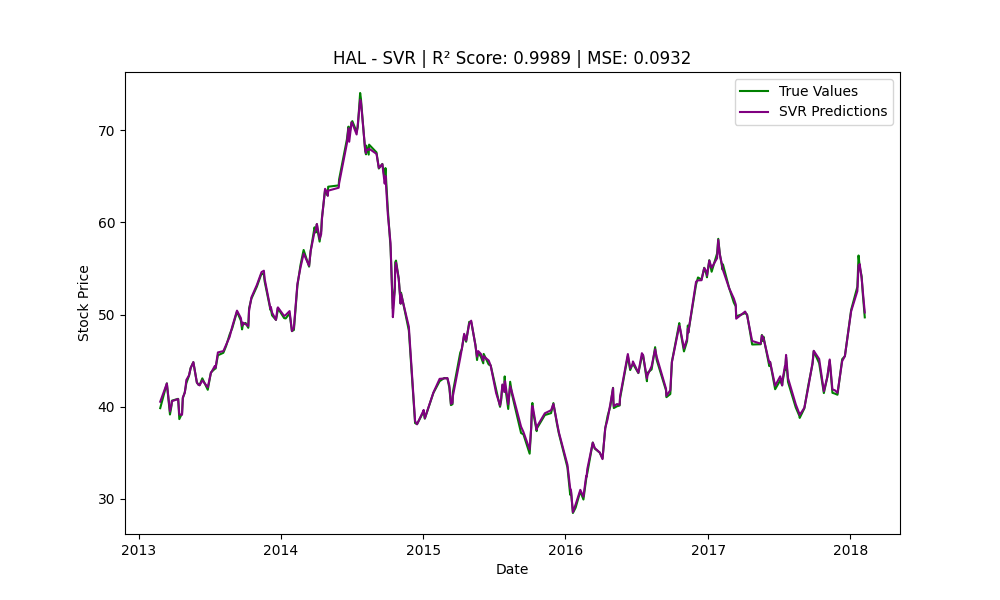 HAL - SVR | R² Score: 0.9989 | MSE: 0.0932
True Values
SVR Predictions
Stock Price
70
60
50
40
30
2013 2014 2015 2016 2017 2018
Date